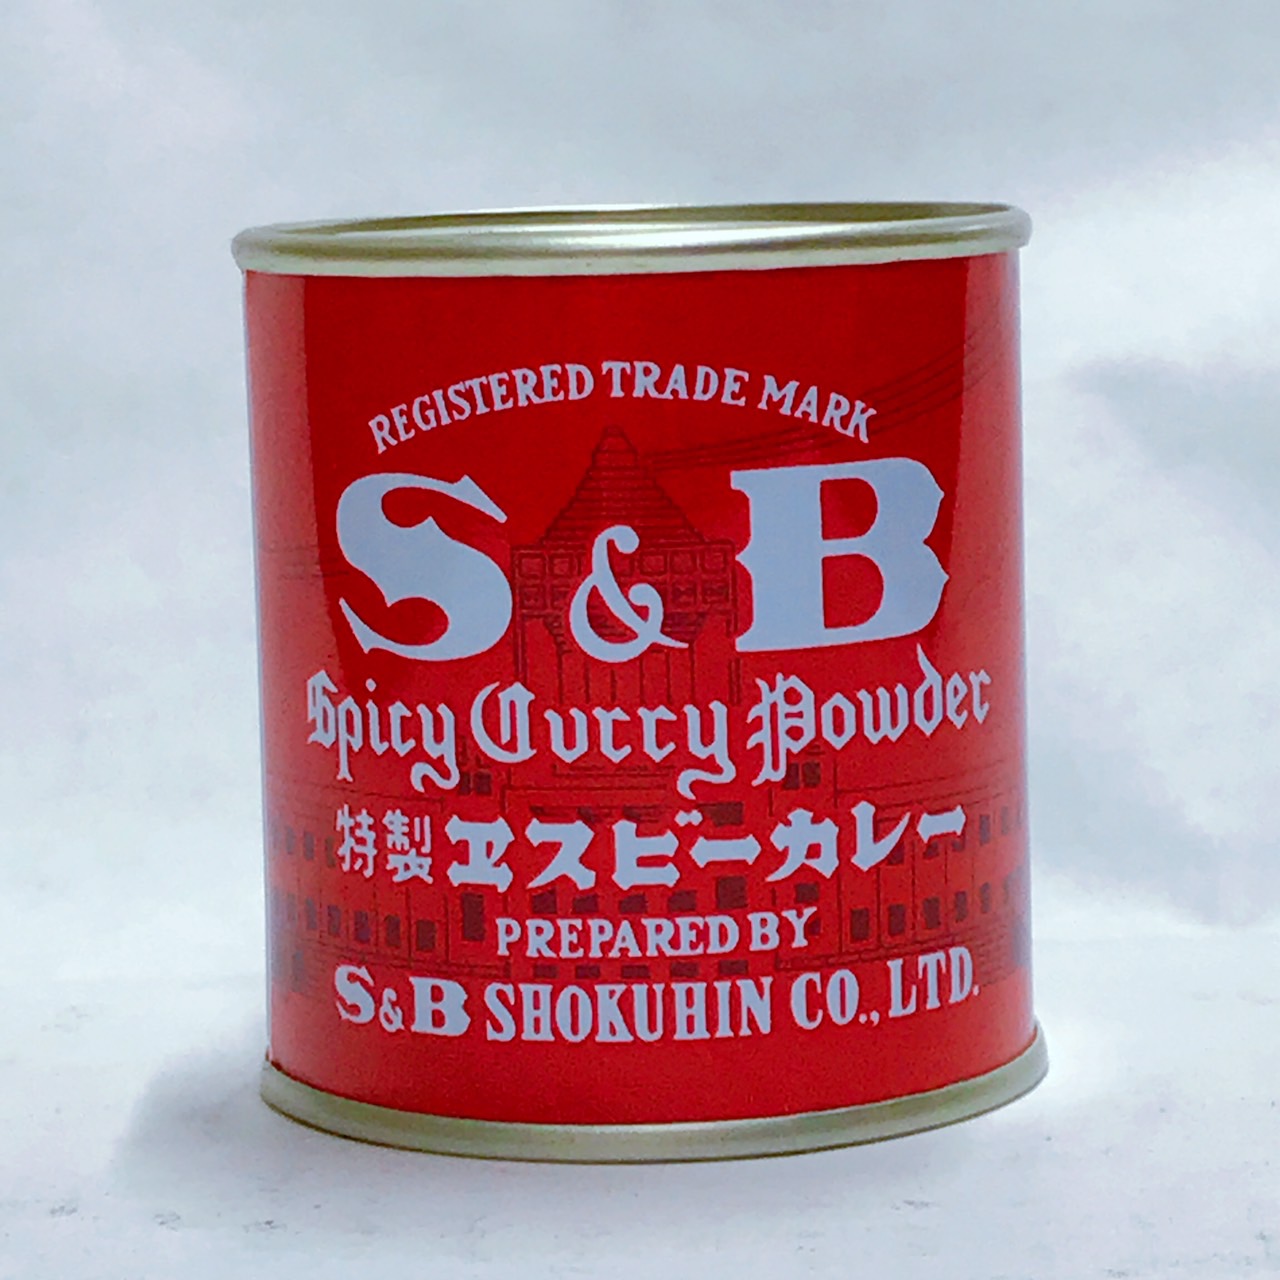 REGISTERED TRADE MARK
S & B
Spicy Curry Powder
特製 ヱスビーカレー
PREPARED BY
S&B SHOKUHIN CO., LTD.